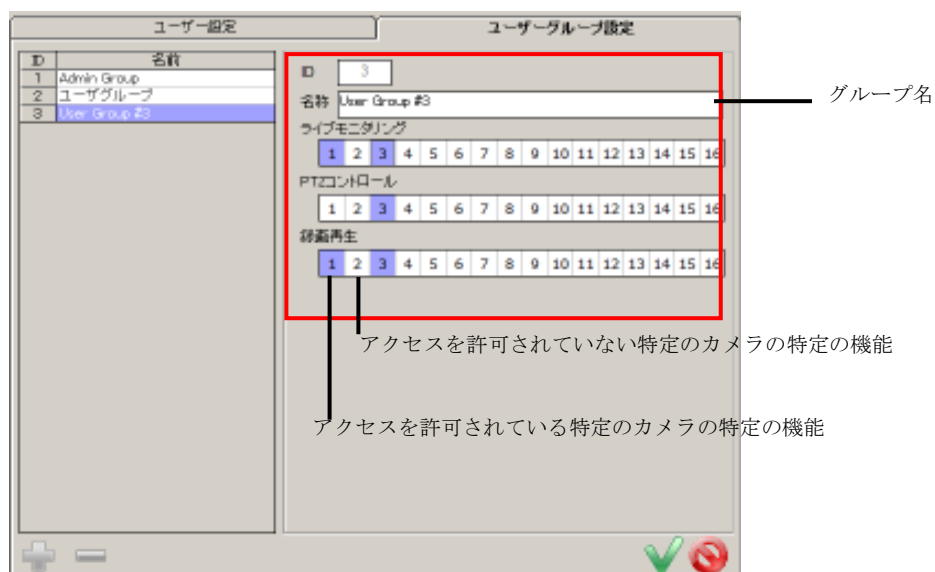 ユーザー設定
ユーザーグループ設定
ID 名前
1 Admin Group
2 ユーザグループ
3 User Group #3
ID 3
名称 User Group #3
グループ名
ライブモニタリング
1 2 3 4 5 6 7 8 9 10 11 12 13 14 15 16
PTZコントロール
1 2 3 4 5 6 7 8 9 10 11 12 13 14 15 16
録画再生
1 2 3 4 5 6 7 8 9 10 11 12 13 14 15 16
アクセスを許可されていない特定のカメラの特定の機能
アクセスを許可されている特定のカメラの特定の機能